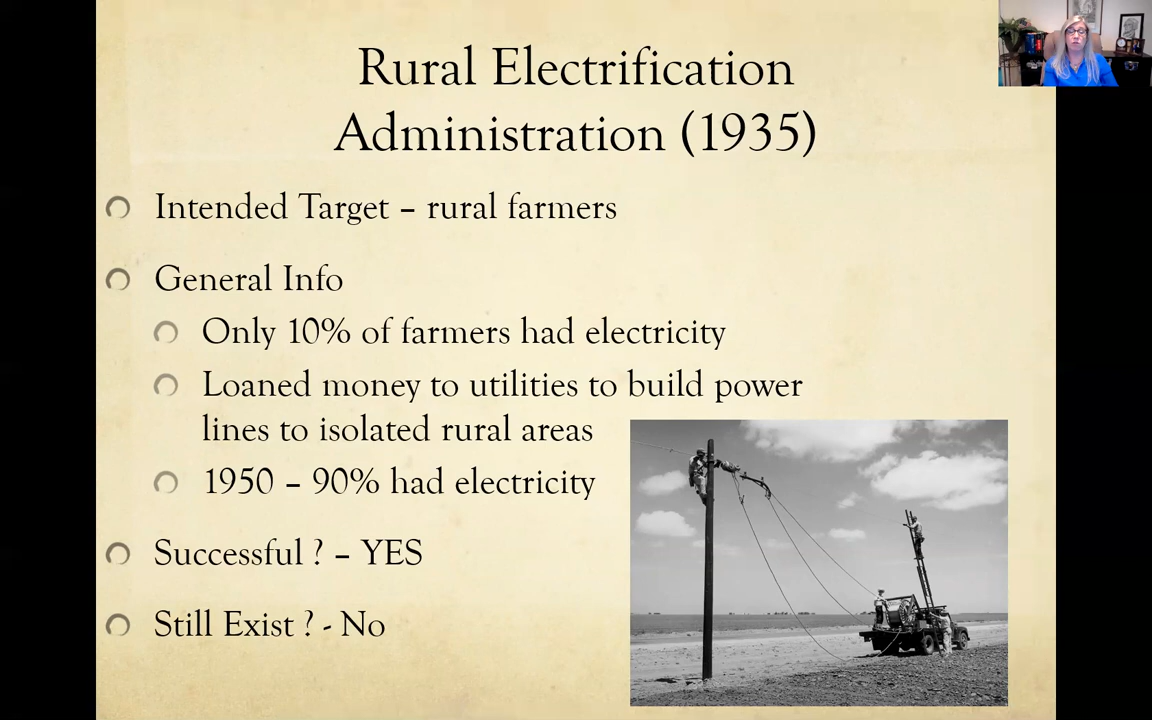 Rural Electrification
Administration (1935)
Intended Target – rural farmers
General Info
Only 10% of farmers had electricity
Loaned money to utilities to build power
lines to isolated rural areas
1950 – 90% had electricity
Successful ? – YES
Still Exist ? - No